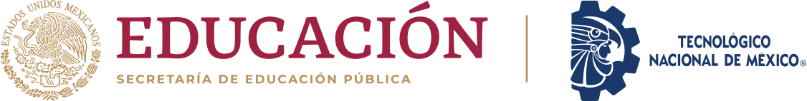 ESTADOS UNIDOS MEXICANOS
EDUCACIÓN
SECRETARÍA DE EDUCACIÓN PÚBLICA
TECNOLÓGICO
NACIONAL DE MÉXICO®